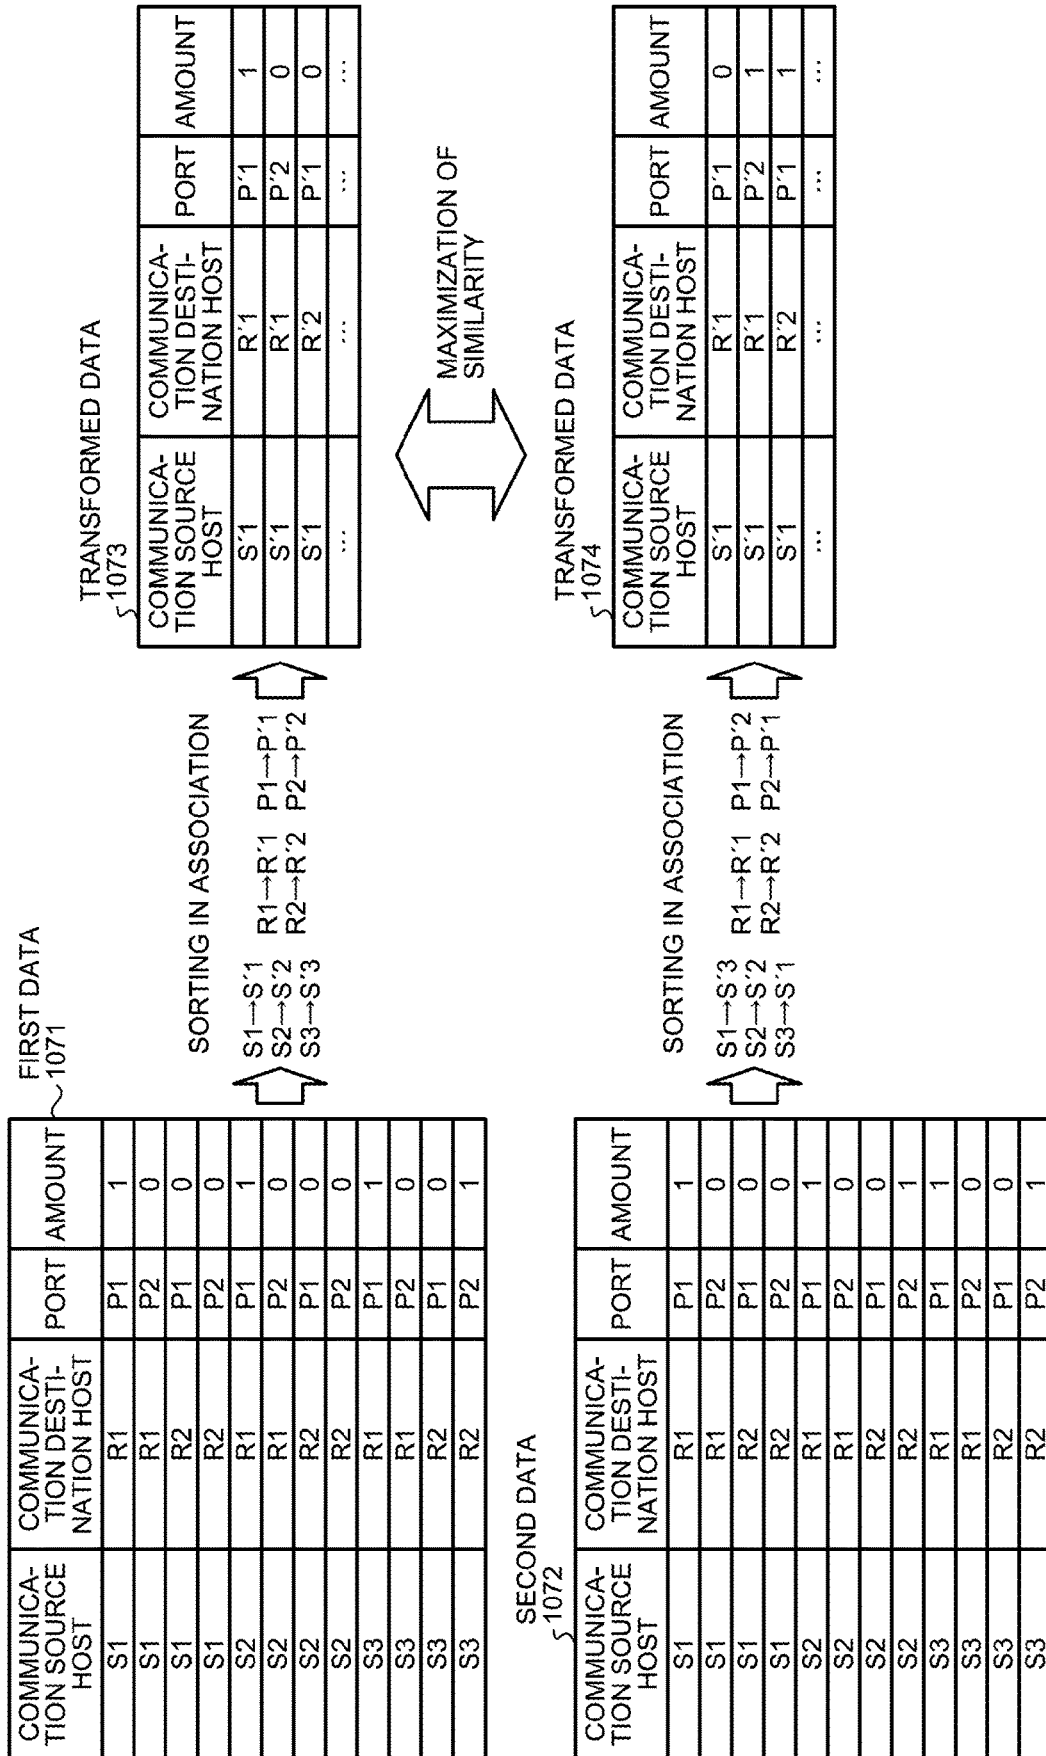 FIRST DATA
1071
COMMUNICA-
TION SOURCE
HOST
COMMUNICA-
TION DESTI-
NATION HOST
PORT
AMOUNT
S1 R1 P1 1
S1 R1 P2 0
S1 R2 P1 0
S1 R2 P2 0
S2 R1 P1 1
S2 R1 P2 0
S2 R2 P1 0
S2 R2 P2 0
S3 R1 P1 1
S3 R1 P2 0
S3 R2 P1 0
S3 R2 P2 1
SORTING IN ASSOCIATION
S1→S´1 R1→R´1 P1→P´1
S2→S´2 R2→R´2 P2→P´2
S3→S´3
TRANSFORMED DATA
1073
COMMUNICA-
TION SOURCE
HOST
COMMUNICA-
TION DESTI-
NATION HOST
PORT
AMOUNT
S´1 R´1 P´1 1
S´1 R´1 P´2 0
S´1 R´2 P´1 0
... ... ... ...
MAXIMIZATION OF
SIMILARITY
SECOND DATA
1072
COMMUNICA-
TION SOURCE
HOST
COMMUNICA-
TION DESTI-
NATION HOST
PORT
AMOUNT
S1 R1 P1 1
S1 R1 P2 0
S1 R2 P1 0
S1 R2 P2 0
S2 R1 P1 1
S2 R1 P2 0
S2 R2 P1 0
S2 R2 P2 1
S3 R1 P1 1
S3 R1 P2 0
S3 R2 P1 0
S3 R2 P2 1
SORTING IN ASSOCIATION
S1→S´3 R1→R´1 P1→P´2
S2→S´2 R2→R´2 P2→P´1
S3→S´1
TRANSFORMED DATA
1074
COMMUNICA-
TION SOURCE
HOST
COMMUNICA-
TION DESTI-
NATION HOST
PORT
AMOUNT
S´1 R´1 P´1 0
S´1 R´1 P´2 1
S´1 R´2 P´1 1
... ... ... ...